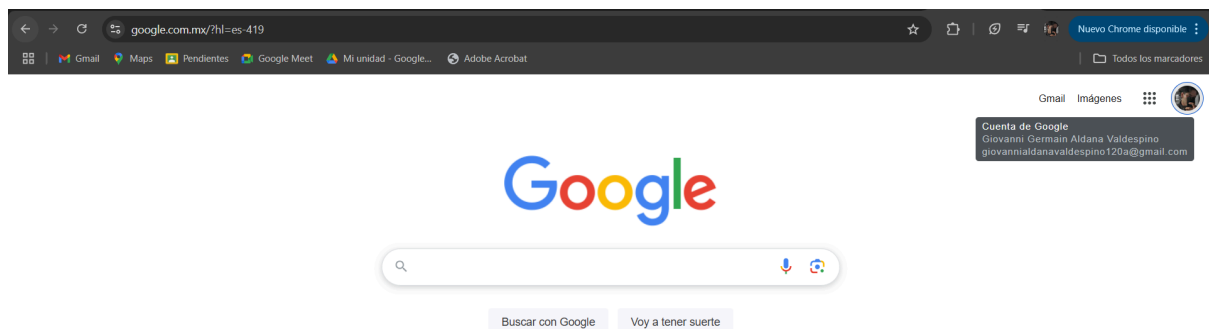 google.com.mx/?hl=es-419
Nuevo Chrome disponible
Gmail Maps Pendientes Google Meet Mi unidad - Google... Adobe Acrobat Todos los marcadores
Gmail Imágenes
Cuenta de Google
Giovanni Germain Aldana Valdespino
giovannialdanavaldespino120a@gmail.com
Google
Buscar con Google Voy a tener suerte